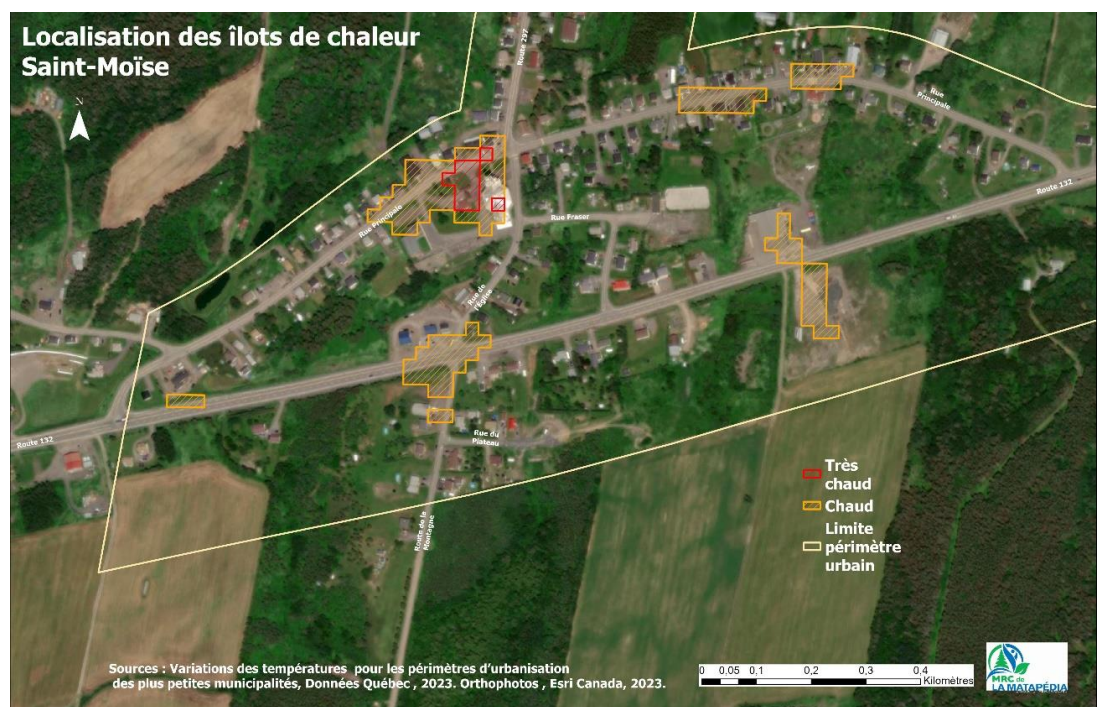 Localisation des îlots de chaleur
Saint-Moïse
N
Route 297
Rue
Principale
Route 132
Rue Principale
Rue Fracer
Rue de
l'Église
Route 132
Rue du
Plateau
Route de la
Montagne
Très
chaud
Chaud
Limite
périmètre
urbain
Sources : Variations des températures pour les périmètres d'urbanisation
des plus petites municipalités, Données Québec , 2023. Orthophotos , Esri Canada, 2023.
0 0,05 0,1 0,2 0,3 0,4
Kilomètres
MRC de
LA MATAPÉDIA